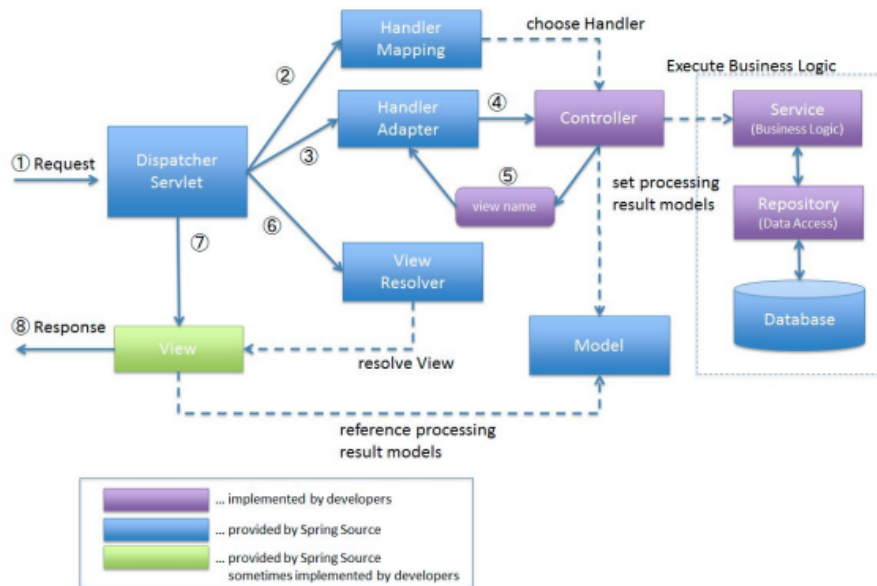 Handler
Mapping
choose Handler
②
Execute Business Logic
Handler
Adapter
④
Controller
Service
(Business Logic)
① Request
Dispatcher
Servlet
③
⑤
view name
set processing
result models
Repository
(Data Access)
⑥
⑦
View
Resolver
⑧ Response
View
resolve View
Model
Database
reference processing
result models
... implemented by developers
... provided by Spring Source
... provided by Spring Source
sometimes implemented by developers